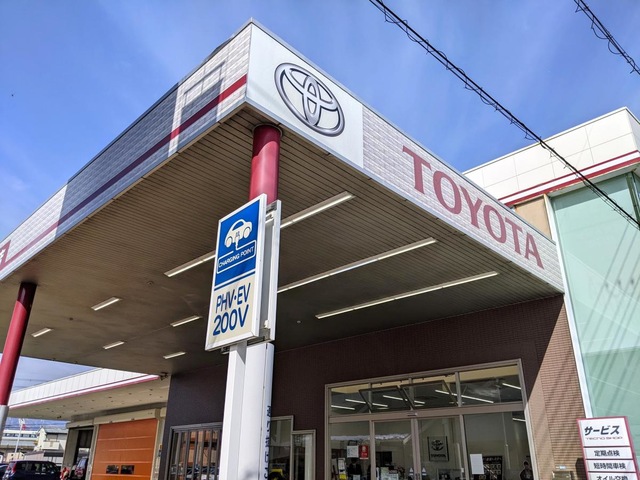 TOYOTA
CHARGING POINT
PHV・EV
200V
サービス
定期点検
短時間車検
オイル交換